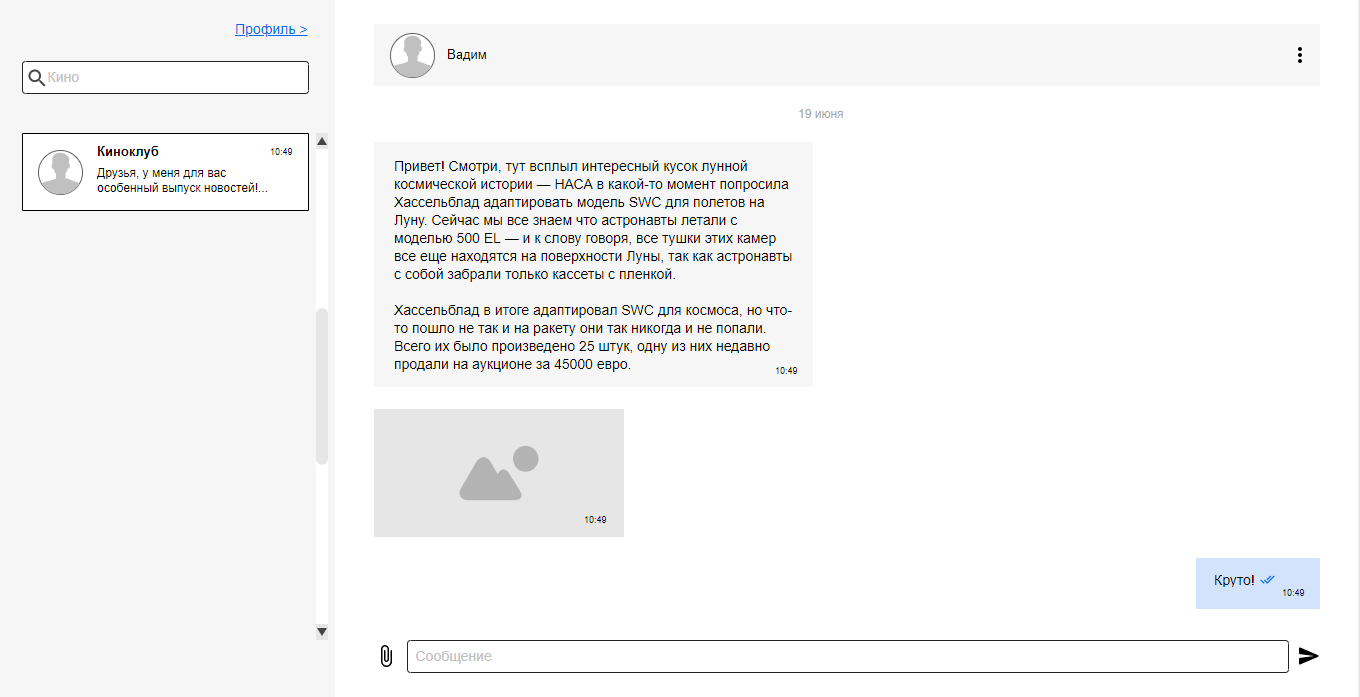 Профиль >
Кино
Киноклуб
10:49
Друзья, у меня для вас
особенный выпуск новостей!...
Вадим
19 июня
Привет! Смотри, тут всплыл интересный кусок лунной
космической истории — НАСА в какой-то момент попросила
Хассельблад адаптировать модель SWC для полетов на
Луну. Сейчас мы все знаем что астронавты летали с
моделью 500 EL — и к слову говоря, все тушки этих камер
все еще находятся на поверхности Луны, так как астронавты
с собой забрали только кассеты с пленкой.
Хассельблад в итоге адаптировал SWC для космоса, но что-
то пошло не так и на ракету они так никогда и не попали.
Всего их было произведено 25 штук, одну из них недавно
продали на аукционе за 45000 евро.
10:49
10:49
Круто!
10:49
Сообщение